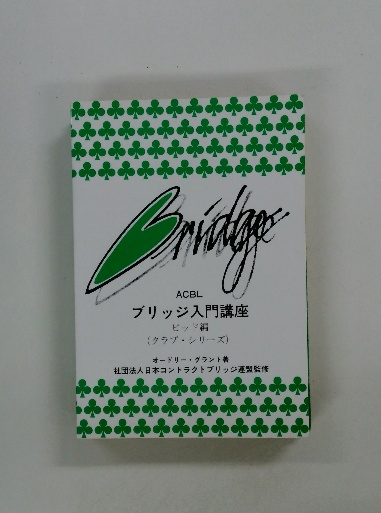 Bridge
ACBL
ブリッジ入門講座
ビッド編
(クラブ・シリーズ)
オードリー・グラント著
社団法人日本コントラクトブリッジ連盟監修